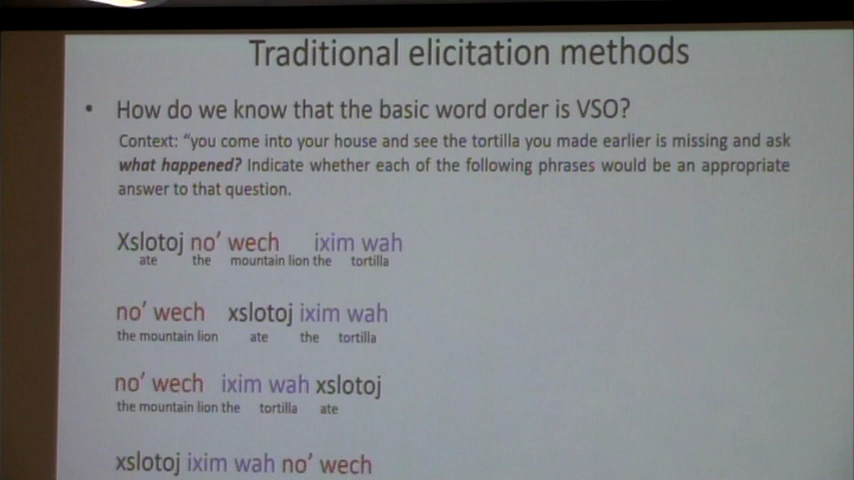 Traditional elicitation methods
• How do we know that the basic word order is VSO?
Context: "you come into your house and see the tortilla you made earlier is missing and ask
what happened? Indicate whether each of the following phrases would be an appropriate
answer to that question.
Xslotoj no' wech ixim wah
ate the mountain lion the tortilla
no' wech xslotoj ixim wah
the mountain lion ate the tortilla
no' wech ixim wah xslotoj
the mountain lion the tortilla ate
xslotoj ixim wah no' wech